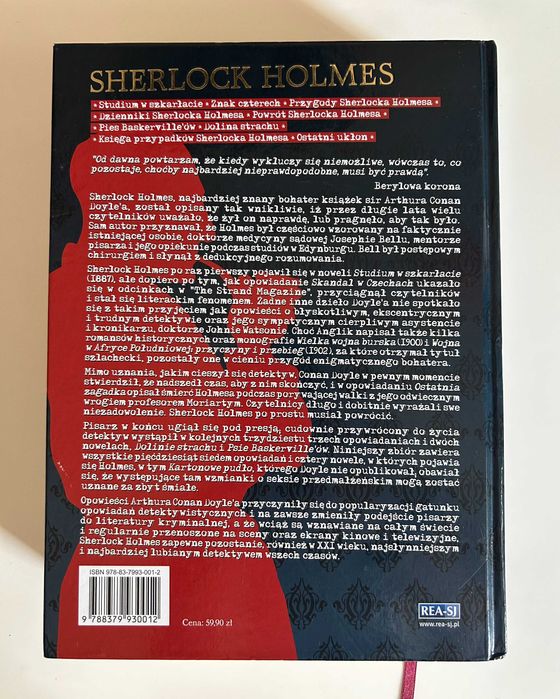 SHERLOCK HOLMES
• Studium w szkarłacie • Znak czterech • Przygody Sherlocka Holmesa •
• Dzienniki Sherlocka Holmesa • Powrót Sherlocka Holmesa •
• Pies Baskerville'ów • Dolina strachu •
• Księga przypadków Sherlocka Holmesa • Ostatni ukłon •
"Od dawna powtarzam, że kiedy wykluczy się niemożliwe, wówczas to, co
pozostaje, choćby najbardziej nieprawdopodobne, musi być prawdą".
Berylowa korona
Sherlock Holmes, najbardziej znany bohater książek sir Arthura Conan
Doyle'a, został opisany tak wnikliwie, iż przez długie lata wielu
czytelników uważało, że żył on naprawdę, lub pragnęło, aby tak było.
Sam autor przyznawał, że Holmes był częściowo wzorowany na faktycznie
istniejącej osobie, doktorze medycyny sądowej Josephie Bellu, mentorze
pisarza i jego opiekunie podczas studiów w Edynburgu. Bell był postępowym
chirurgiem i słynął z dedukcyjnego rozumowania.
Sherlock Holmes po raz pierwszy pojawił się w noweli Studium w szkarłacie
(1887), ale dopiero po tym, jak opowiadanie Skandal w Czechach ukazało
się w odcinkach w "The Strand Magazine", przyciągnął czytelników
i stał się literackim fenomenem. Żadne inne dzieło Doyle'a nie spotkało
się z takim przyjęciem jak opowieści o błyskotliwym, ekscentrycznym
i trudnym detektywie oraz jego sympatycznym cierpliwym asystencie
i kronikarzu, doktorze Johnie Watsonie. Choć Anglik napisał także kilka
romansów historycznych oraz monografie Wielka wojna burska (1900) i Wojna
w Afryce Południowej przyczyny i przebieg (1902), za które otrzymał tytuł
szlachecki, pozostały one w cieniu przygód enigmatycznego bohatera.
Mimo uznania, jakim cieszył się detektyw, Conan Doyle w pewnym momencie
stwierdził, że nadszedł czas, aby z nim skończyć, i w opowiadaniu Ostatnia
zagadka opisał śmierć Holmesa podczas porywającej walki z jego odwiecznym
wrogiem profesorem Moriartym. Czytelnicy długo i dobitnie wyrażali swe
niezadowolenie. Sherlock Holmes po prostu musiał powrócić.
Pisarz w końcu ugiął się pod presją, cudownie przywrócony do życia
detektyw wystąpił w kolejnych trzydziestu trzech opowiadaniach i dwóch
nowelach, Dolinie strachu i Psie Baskerville'ów. Niniejszy zbiór zawiera
wszystkie pięćdziesiąt siedem opowiadań i cztery nowele, w których pojawia
się Holmes, w tym Kartonowe pudło, którego Doyle nie opublikował, obawiał
się, że występujące tam wzmianki o seksie przedmałżeńskim mogą zostać
uznane za zbyt śmiałe.
Opowieści Arthura Conan Doyle'a przyczyniły się do popularyzacji gatunku
opowiadań detektywistycznych i na zawsze zmieniły podejście pisarzy
do literatury kryminalnej, a że wciąż są wznawiane na całym świecie
i regularnie przenoszone na sceny oraz ekrany kinowe i telewizyjne,
Sherlock Holmes zapewne pozostanie, również w XXI wieku, najsłynniejszym
i najbardziej lubianym detektywem wszech czasów.
ISBN 978-83-7993-001-2
9 788379 930012
Cena: 59,90 zł
REA-SJ
www.rea-sj.pl